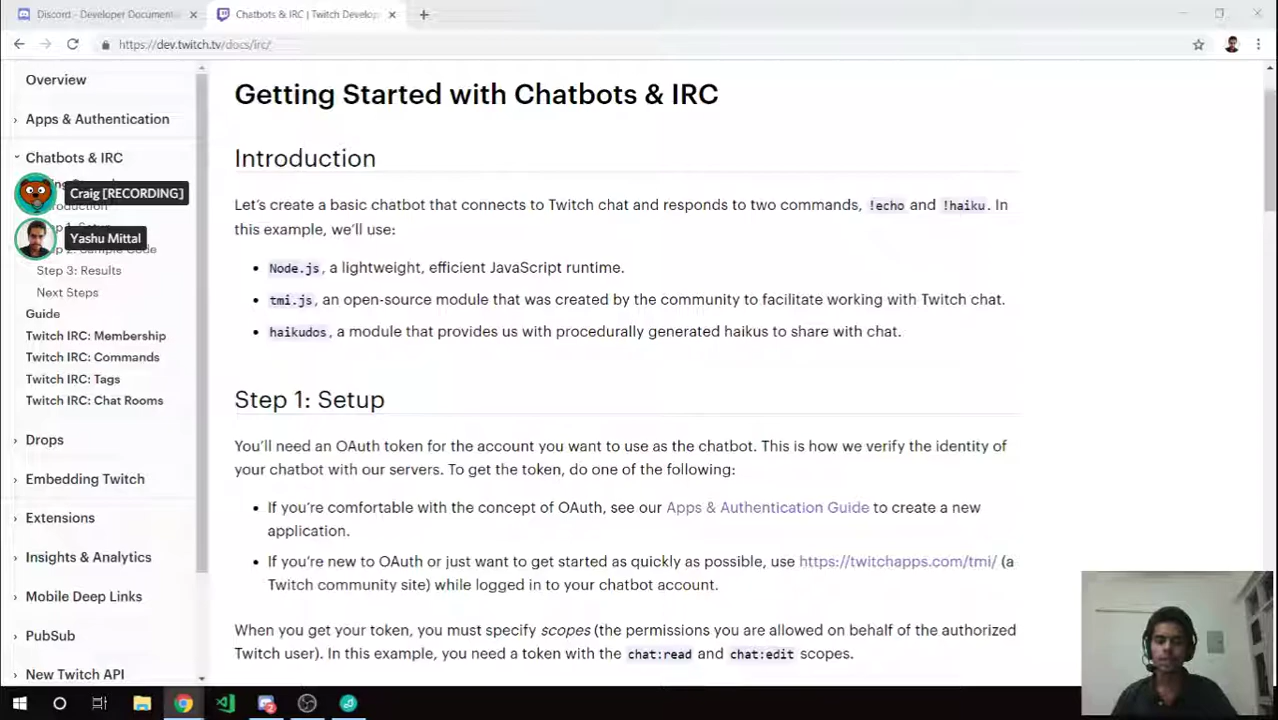 Discord - Developer Documen
Chatbots & IRC | Twitch Develop
https://dev.twitch.tv/docs/irc/
Overview
Apps & Authentication
Chatbots & IRC
Craig [RECORDING]
Yashu Mittal
Step 3: Results
Next Steps
Guide
Twitch IRC: Membership
Twitch IRC: Commands
Twitch IRC: Tags
Twitch IRC: Chat Rooms
Drops
Embedding Twitch
Extensions
Insights & Analytics
Mobile Deep Links
PubSub
New Twitch API
Getting Started with Chatbots & IRC
Introduction
Let's create a basic chatbot that connects to Twitch chat and responds to two commands, !echo and !haiku. In
this example, we'll use:
• Node.js, a lightweight, efficient JavaScript runtime.
• tmi.js, an open-source module that was created by the community to facilitate working with Twitch chat.
• haikudos, a module that provides us with procedurally generated haikus to share with chat.
Step 1: Setup
You'll need an OAuth token for the account you want to use as the chatbot. This is how we verify the identity of
your chatbot with our servers. To get the token, do one of the following:
• If you're comfortable with the concept of OAuth, see our Apps & Authentication Guide to create a new
application.
• If you're new to OAuth or just want to get started as quickly as possible, use https://twitchapps.com/tmi/ (a
Twitch community site) while logged in to your chatbot account.
When you get your token, you must specify scopes (the permissions you are allowed on behalf of the authorized
Twitch user). In this example, you need a token with the chat:read and chat:edit scopes.